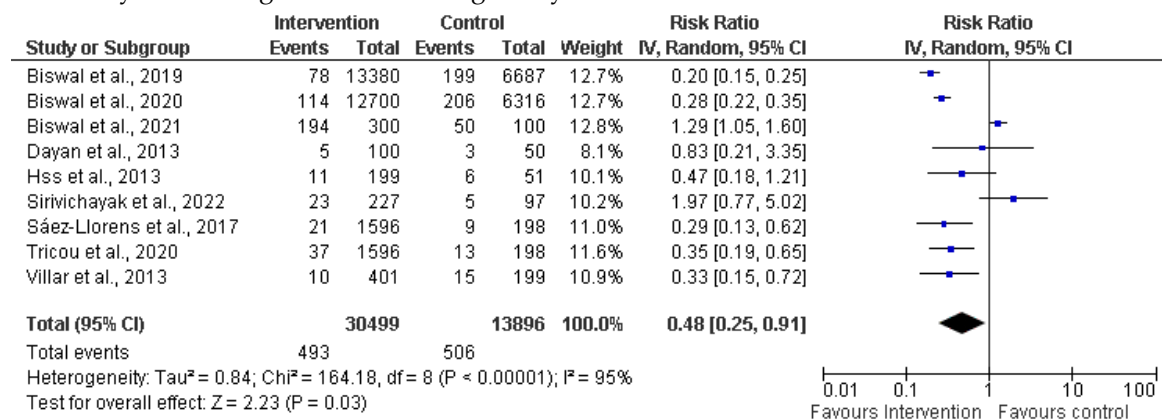 Intervention Control Risk Ratio Risk Ratio
Study or Subgroup Events Total Events Total Weight IV, Random, 95% CI IV, Random, 95% CI
Biswal et al., 2019 78 13380 199 6687 12.7% 0.20 [0.15, 0.25]
Biswal et al., 2020 114 12700 206 6316 12.7% 0.28 [0.22, 0.35]
Biswal et al., 2021 194 300 50 100 12.8% 1.29 [1.05, 1.60]
Dayan et al., 2013 5 100 3 50 8.1% 0.83 [0.21, 3.35]
Hss et al., 2013 11 199 6 51 10.1% 0.47 [0.18, 1.21]
Sirivichayak et al., 2022 23 227 5 97 10.2% 1.97 [0.77, 5.02]
Sáez-Llorens et al., 2017 21 1596 9 198 11.0% 0.29 [0.13, 0.62]
Tricou et al., 2020 37 1596 13 198 11.6% 0.35 [0.19, 0.65]
Villar et al., 2013 10 401 15 199 10.9% 0.33 [0.15, 0.72]
Total (95% CI) 30499 13896 100.0% 0.48 [0.25, 0.91]
Total events 493 506
Heterogeneity: Tau² = 0.84; Chi² = 164.18, df = 8 (P < 0.00001); I² = 95%
Test for overall effect: Z = 2.23 (P = 0.03)
0.01 0.1 1 10 100
Favours Intervention Favours control